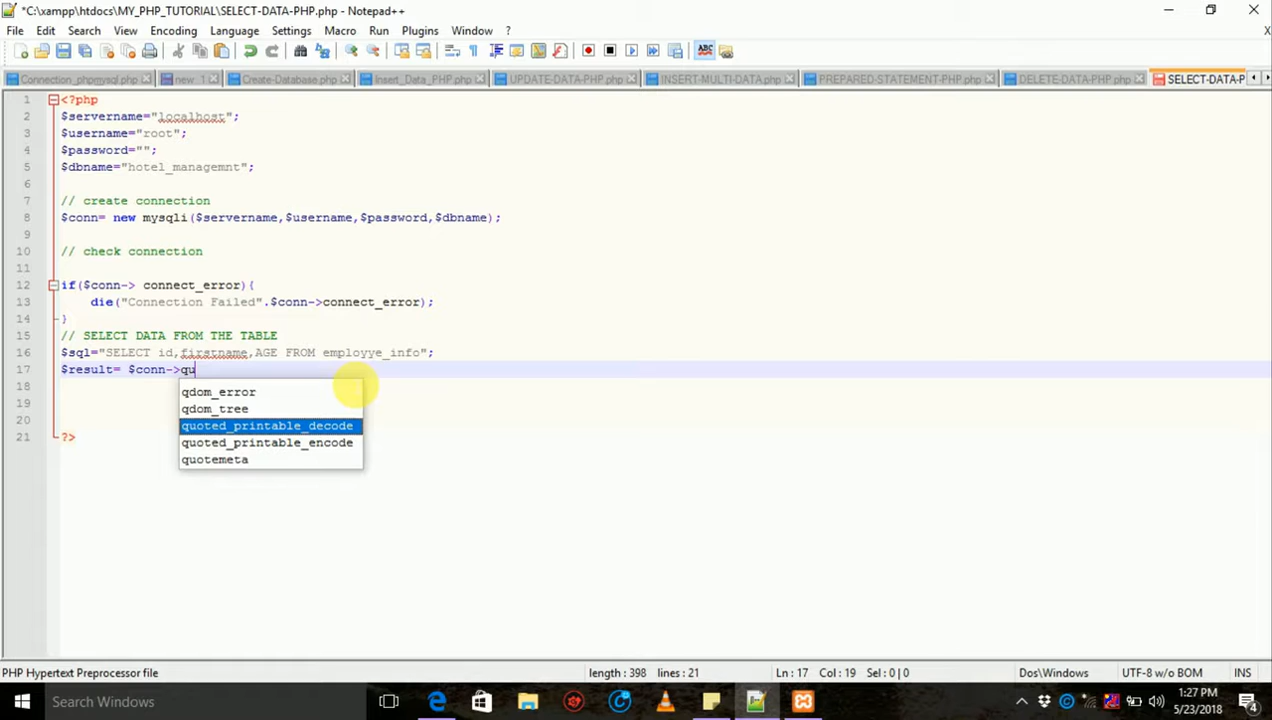 *C:\xampp\htdocs\MY_PHP_TUTORIAL\SELECT-DATA-PHP.php - Notepad++
File Edit Search View Encoding Language Settings Macro Run Plugins Window ? X
Connection_phpmysql.php new 1 Create-Database.php Insert_Data_PHP.php UPDATE-DATA-PHP.php INSERT-MULTI-DATA.php PREPARED-STATEMENT-PHP.php DELETE-DATA-PHP.php SELECT-DATA-P
1 <?php
2 $servername="localhost";
3 $username="root";
4 $password="";
5 $dbname="hotel_managemnt";
6
7 // create connection
8 $conn= new mysqli($servername,$username,$password,$dbname);
9
10 // check connection
11
12 if($conn-> connect_error){
13 die("Connection Failed".$conn->connect_error);
14 }
15 // SELECT DATA FROM THE TABLE
16 $sql="SELECT id,firstname,AGE FROM employye_info";
17 $result= $conn->qu
18 qdom_error
19 qdom_tree
20 quoted_printable_decode
21 ?> quoted_printable_encode
quotemeta
PHP Hypertext Preprocessor file length : 398 lines : 21 Ln : 17 Col : 19 Sel : 0 | 0 Dos\Windows UTF-8 w/o BOM INS
Search Windows 1:27 PM
5/23/2018 4